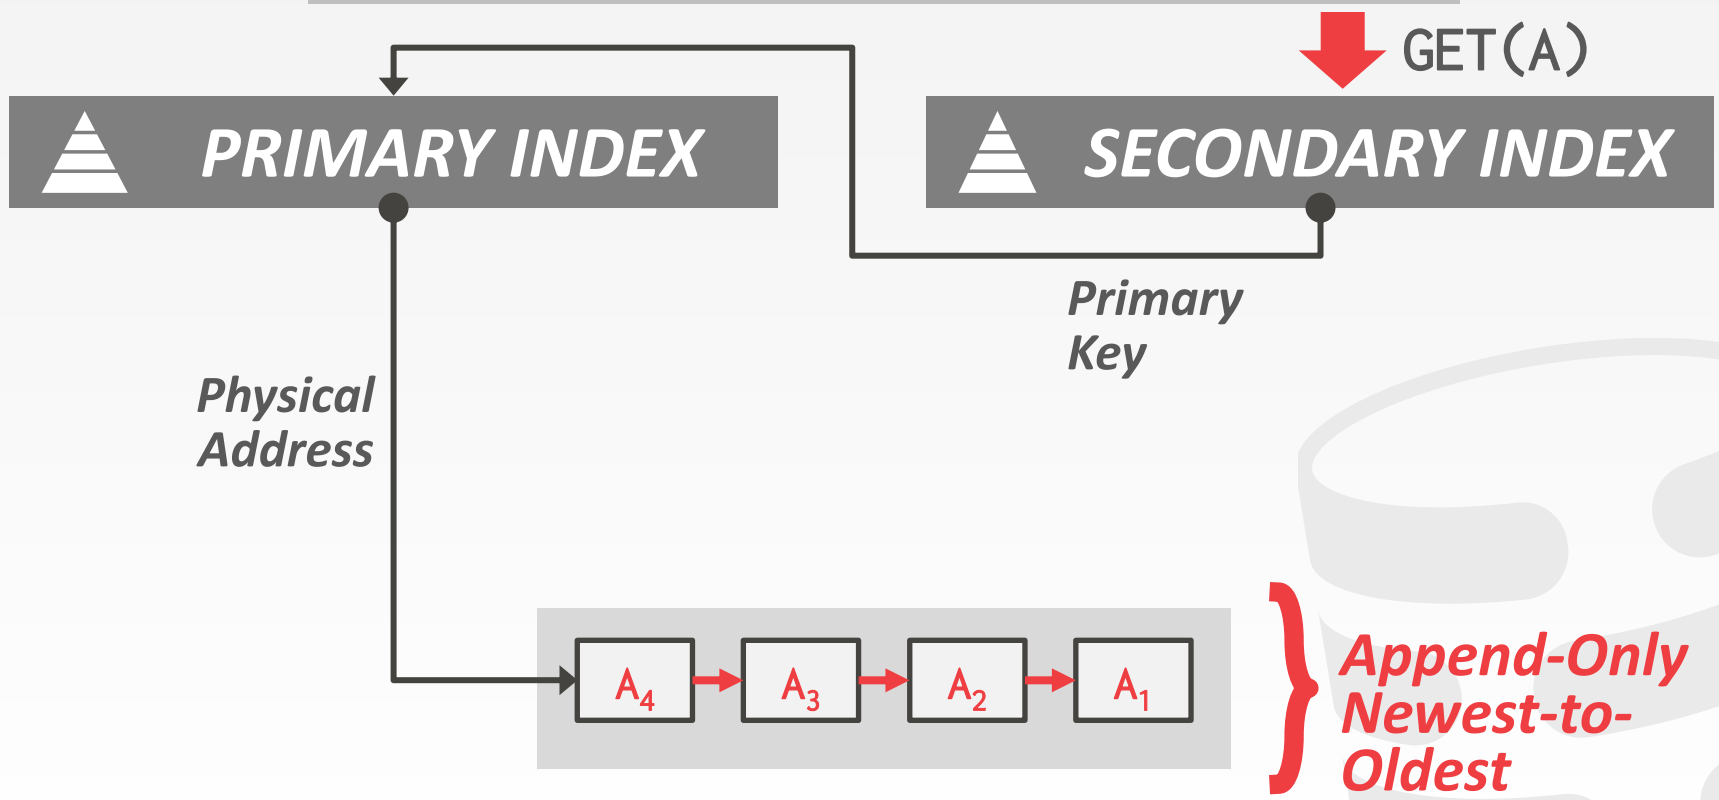 GET(A)
PRIMARY INDEX
SECONDARY INDEX
Primary
Key
Physical
Address
A4
A3
A2
A1
Append-Only
Newest-to-
Oldest